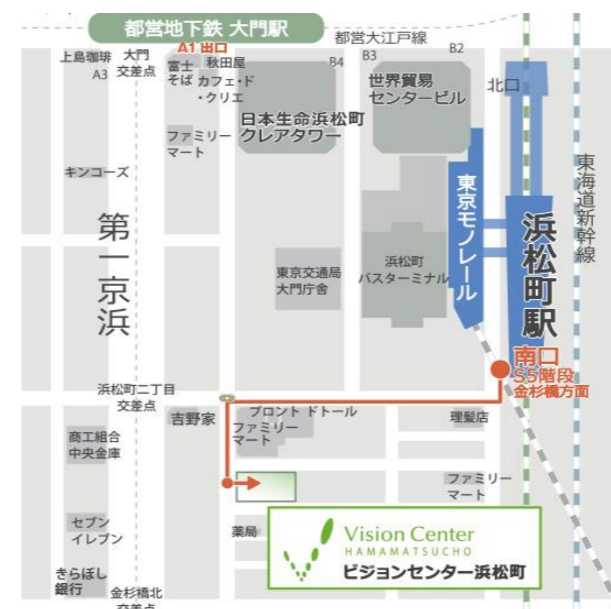 都営地下鉄 大門駅
都営大江戸線
上島珈琲
A3
大門
交差点
A1 出口
富士
そば
秋田屋
カフェ・ド
・クリエ
B4
B3
B2
日本生命浜松町
クレアタワー
世界貿易
センタービル
北口
ファミリー
マート
キンコーズ
第一京浜
東京モノレール
浜松町駅
東海道新幹線
東京交通局
大門庁舎
浜松町
バスターミナル
南口
S5階段
金杉橋方面
浜松町二丁目
交差点
吉野家
プロント ドトール
ファミリー
マート
理髪店
商工組合
中央金庫
ファミリー
マート
セブン
イレブン
薬局
Vision Center
HAMAMATSUCHO
ビジョンセンター浜松町
きらぼし
銀行
金杉橋北
交差点